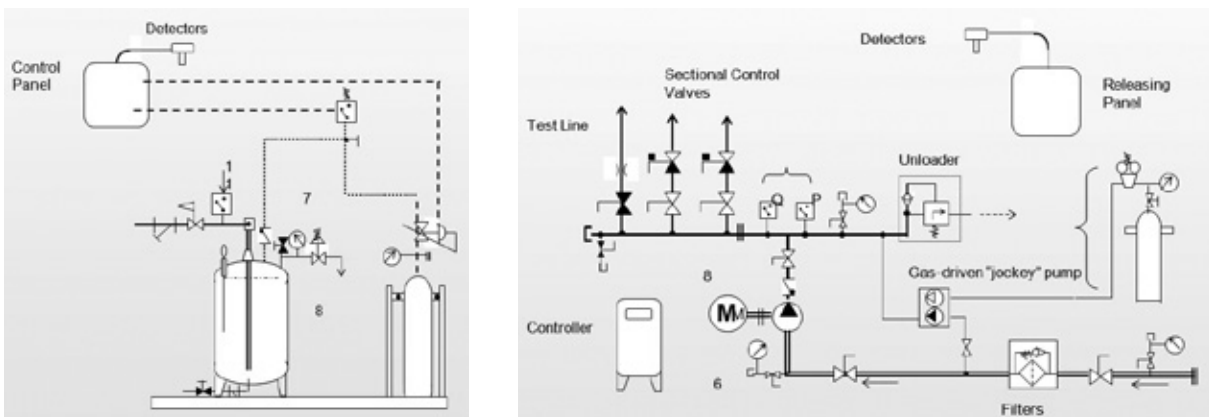 Detectors
Control
Panel
1
1
7
8
Detectors
Releasing
Panel
Sectional Control
Valves
Test Line
Unloader
Q
P
8
Gas-driven "jockey" pump
Controller
M
6
Filters